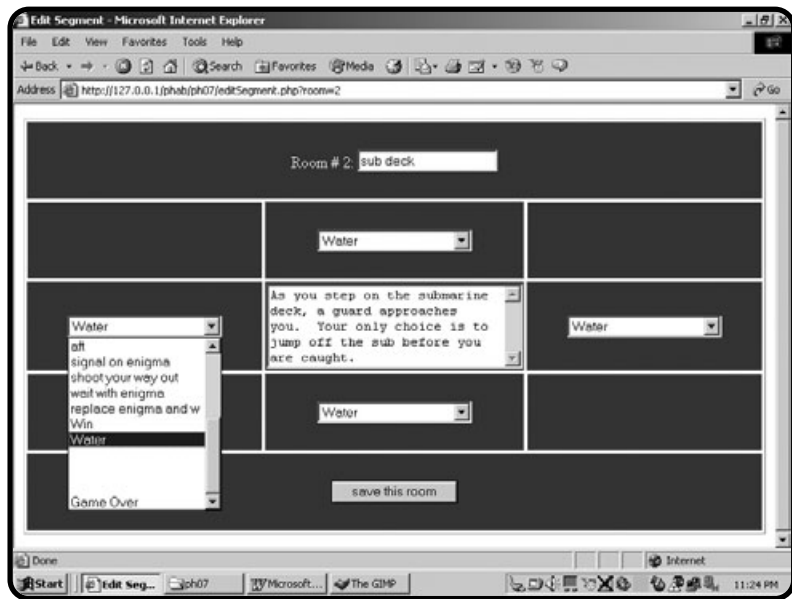 Edit Segment - Microsoft Internet Explorer
File Edit View Favorites Tools Help
Back Search Favorites Media
Address http://127.0.0.1/phab/ph07/editSegment.php?room=2 Go
Room # 2: sub deck
Water
As you step on the submarine
deck, a guard approaches
you. Your only choice is to
jump off the sub before you
are caught.
Water
Water
aft
signal on enigma
shoot your way out
wait with enigma
replace enigma and w
Win
Water
Game Over
Water
save this room
Done Internet
Start Edit Seg... ph07 Microsoft... The GIMP 11:24 PM